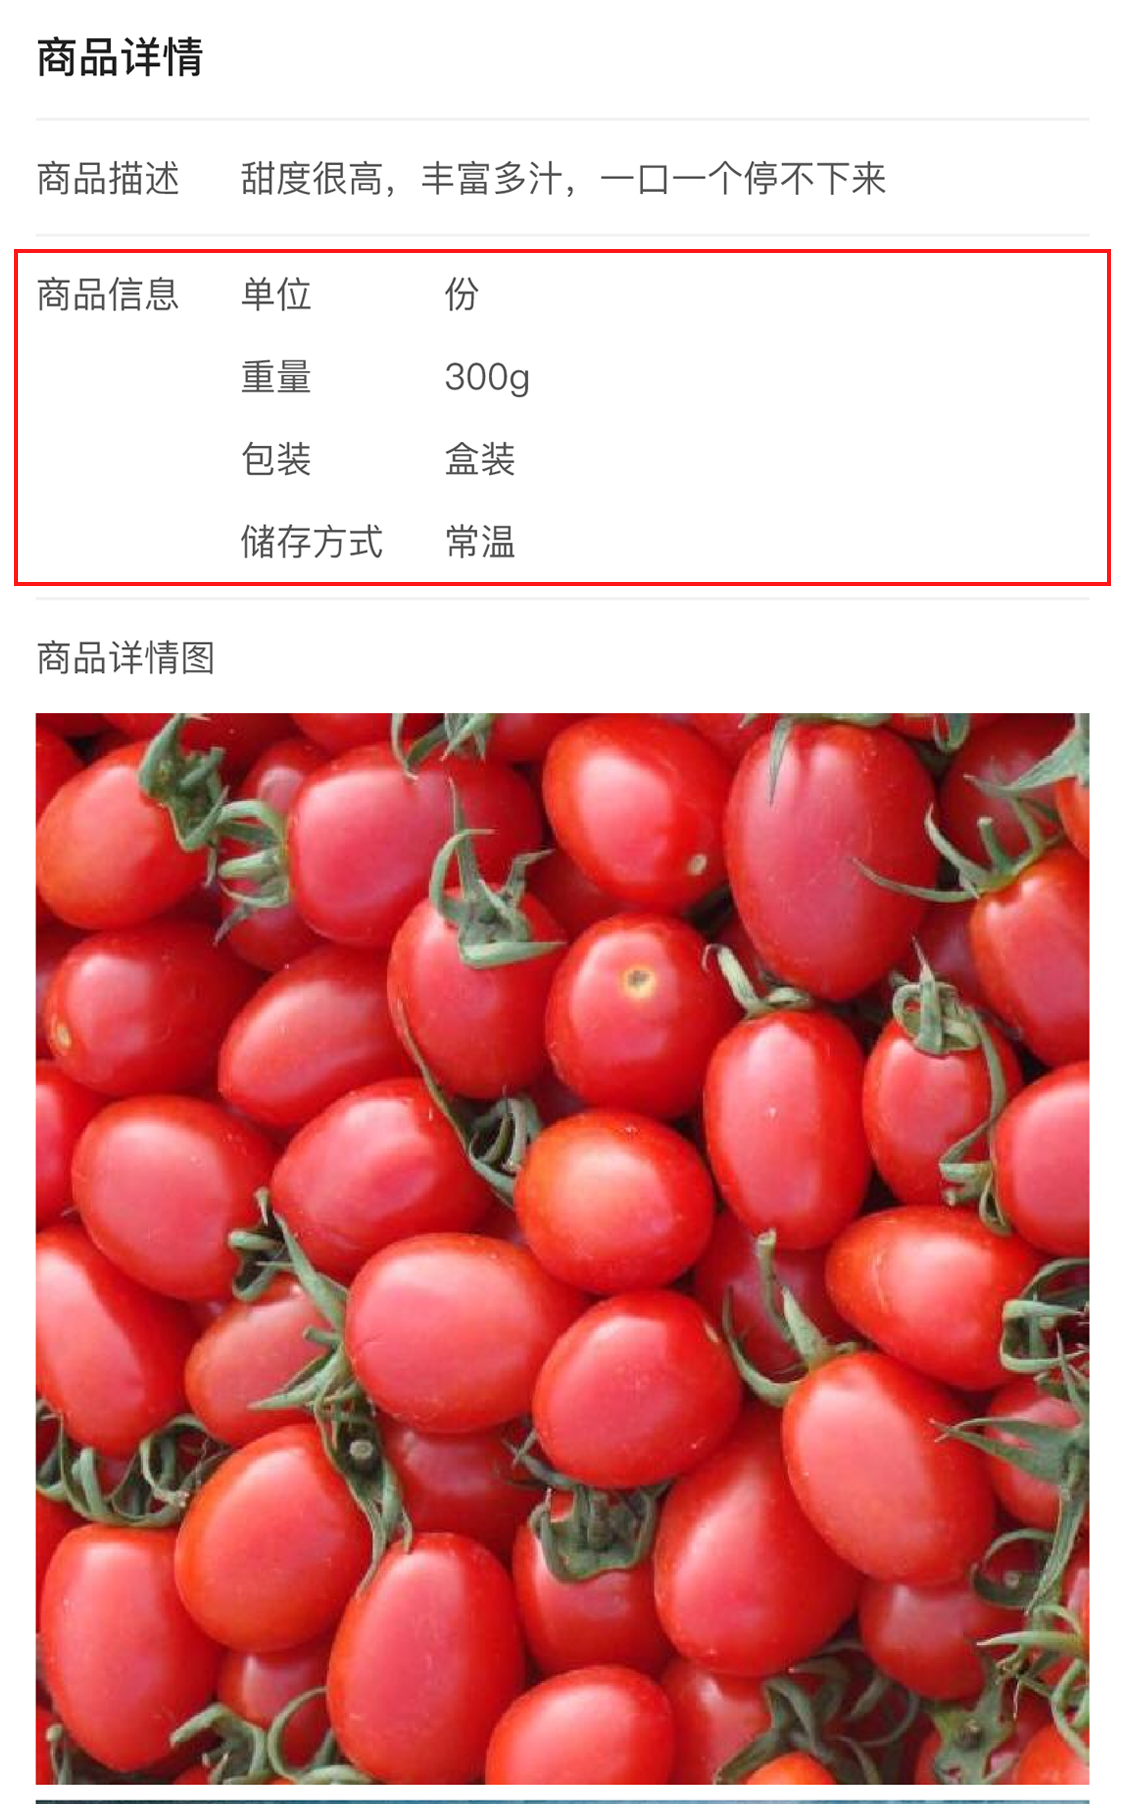 商品详情
商品描述 甜度很高，丰富多汁，一口一个停不下来
商品信息 单位 份
重量 300g
包装 盒装
储存方式 常温
商品详情图